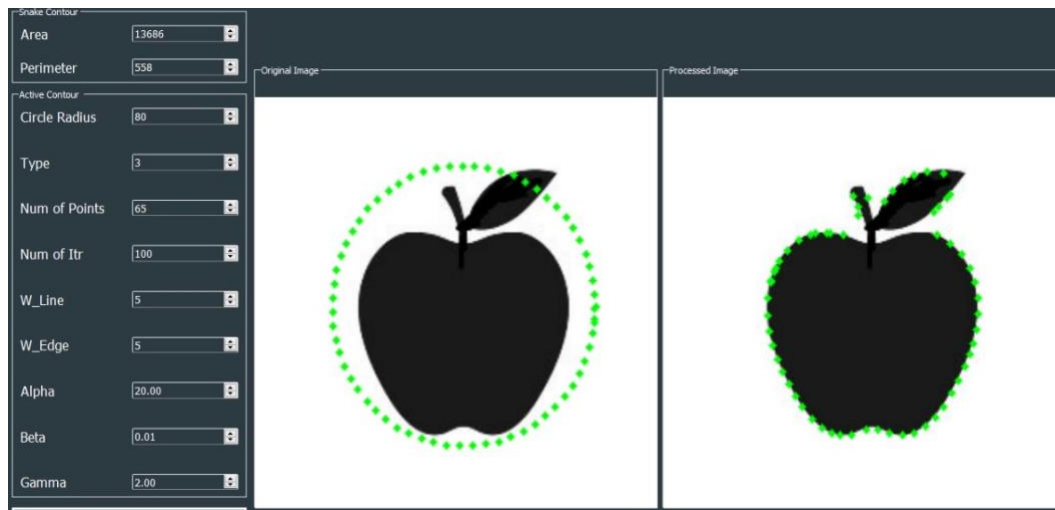 Snake Contour
Area 13686
Perimeter 558
Active Contour
Circle Radius 80
Type 3
Num of Points 65
Num of Itr 100
W_Line 5
W_Edge 5
Alpha 20.00
Beta 0.01
Gamma 2.00
Original Image
Processed Image